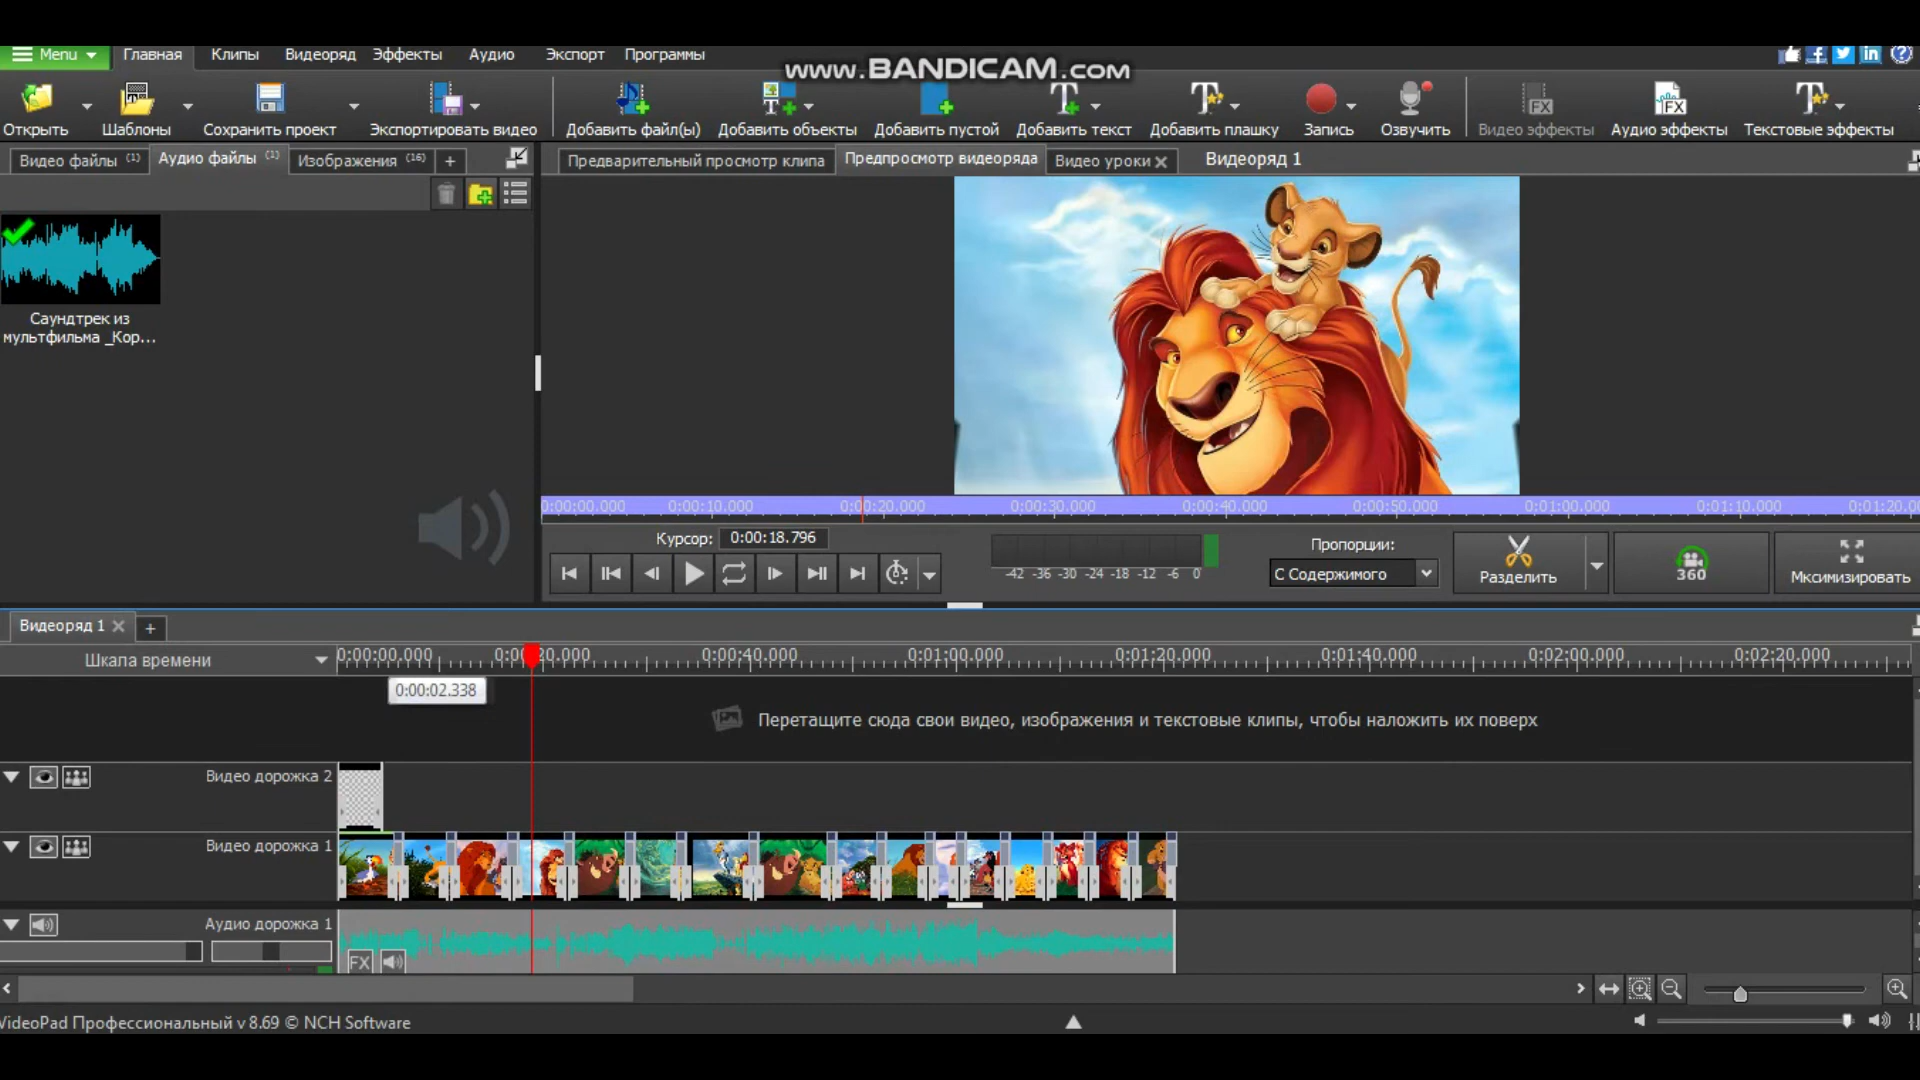 Menu Главная Клипы Видеоряд Эффекты Аудио Экспорт Программы
www.BANDICAM.com
Открыть Шаблоны Сохранить проект Экспортировать видео Добавить файл(ы) Добавить объекты Добавить пустой Добавить текст Добавить плашку Запись Озвучить Видео эффекты Аудио эффекты Текстовые эффекты
Видео файлы (1) Аудио файлы (1) Изображения (16) + Предварительный просмотр клипа Предпросмотр видеоряда Видео уроки Видеоряд 1
Саундтрек из
мультфильма _Кор...
0:00:00.000 0:00:10.000 0:00:20.000 0:00:30.000 0:00:40.000 0:00:50.000 0:01:00.000 0:01:10.000 0:01:20.0
Курсор: 0:00:18.796
-42 -36 -30 -24 -18 -12 -6 0
Пропорции:
С Содержимого
Разделить
360
Мксимизировать
Видеоряд 1 +
Шкала времени 0:00:00.000 0:00:20.000 0:00:40.000 0:01:00.000 0:01:20.000 0:01:40.000 0:02:00.000 0:02:20.000
0:00:02.338
Перетащите сюда свои видео, изображения и текстовые клипы, чтобы наложить их поверх
Видео дорожка 2
Видео дорожка 1
Аудио дорожка 1
FX
VideoPad Профессиональный v 8.69 © NCH Software